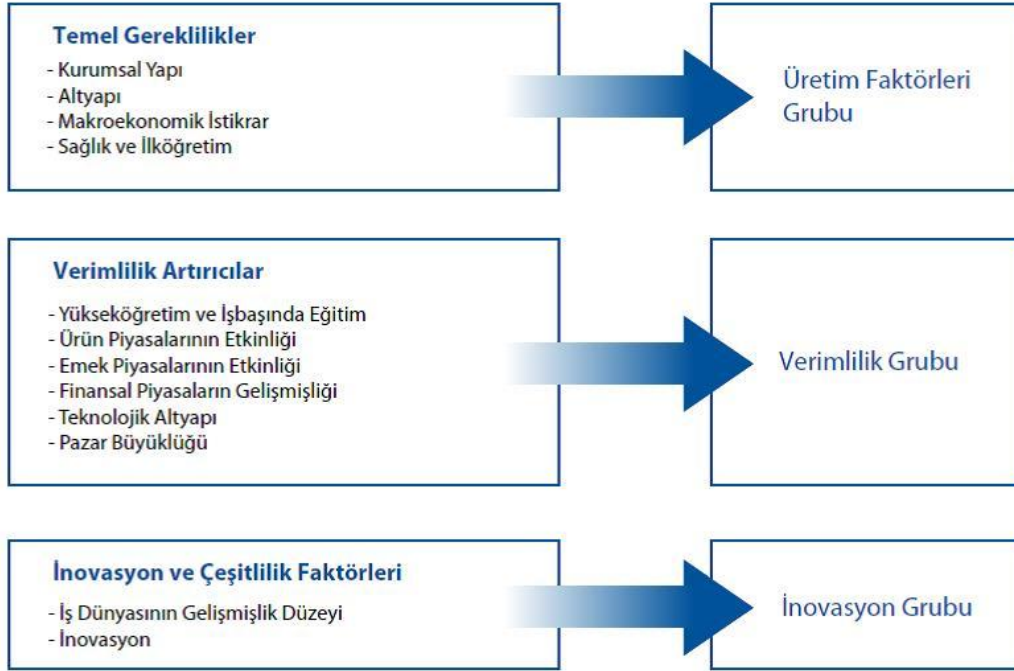 Temel Gereklilikler
- Kurumsal Yapı
- Altyapı
- Makroekonomik İstikrar
- Sağlık ve İlköğretim
Üretim Faktörleri
Grubu
Verimlilik Artırıcılar
- Yükseköğretim ve İşbaşında Eğitim
- Ürün Piyasalarının Etkinliği
- Emek Piyasalarının Etkinliği
- Finansal Piyasaların Gelişmişliği
- Teknolojik Altyapı
- Pazar Büyüklüğü
Verimlilik Grubu
İnovasyon ve Çeşitlilik Faktörleri
- İş Dünyasının Gelişmişlik Düzeyi
- İnovasyon
İnovasyon Grubu